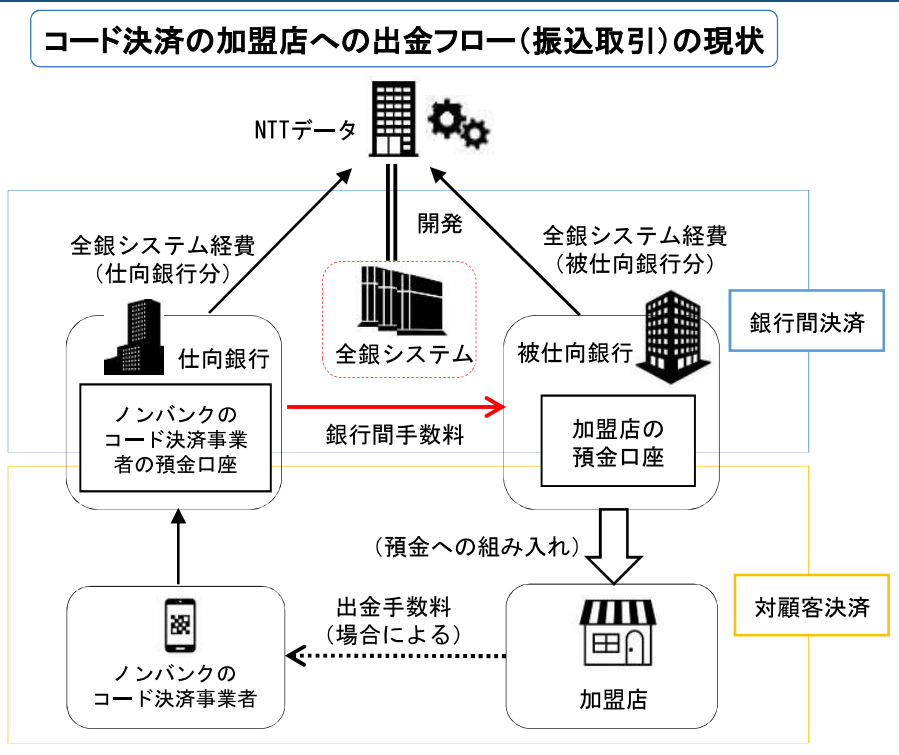 コード決済の加盟店への出金フロー（振込取引）の現状
NTTデータ
開発
全銀システム経費
（仕向銀行分）
全銀システム経費
（被仕向銀行分）
銀行間決済
全銀システム
仕向銀行
被仕向銀行
ノンバンクの
コード決済事業
者の預金口座
銀行間手数料
加盟店の
預金口座
（預金への組み入れ）
対顧客決済
出金手数料
（場合による）
ノンバンクの
コード決済事業者
加盟店